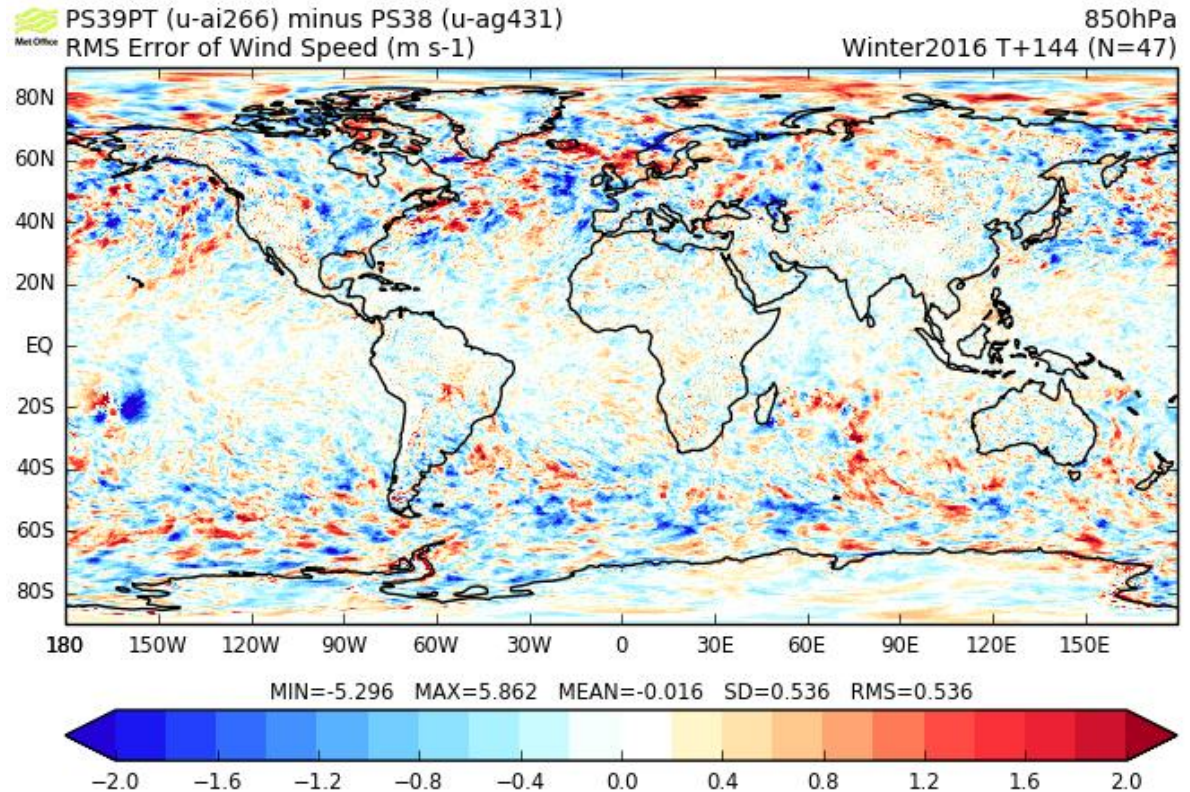 Met Office
PS39PT (u-ai266) minus PS38 (u-ag431)
850hPa
RMS Error of Wind Speed (m s-1)
Winter2016 T+144 (N=47)
80N
60N
40N
20N
EQ
20S
40S
60S
80S
180 150W 120W 90W 60W 30W 0 30E 60E 90E 120E 150E
MIN=-5.296 MAX=5.862 MEAN=-0.016 SD=0.536 RMS=0.536
−2.0 −1.6 −1.2 −0.8 −0.4 0.0 0.4 0.8 1.2 1.6 2.0